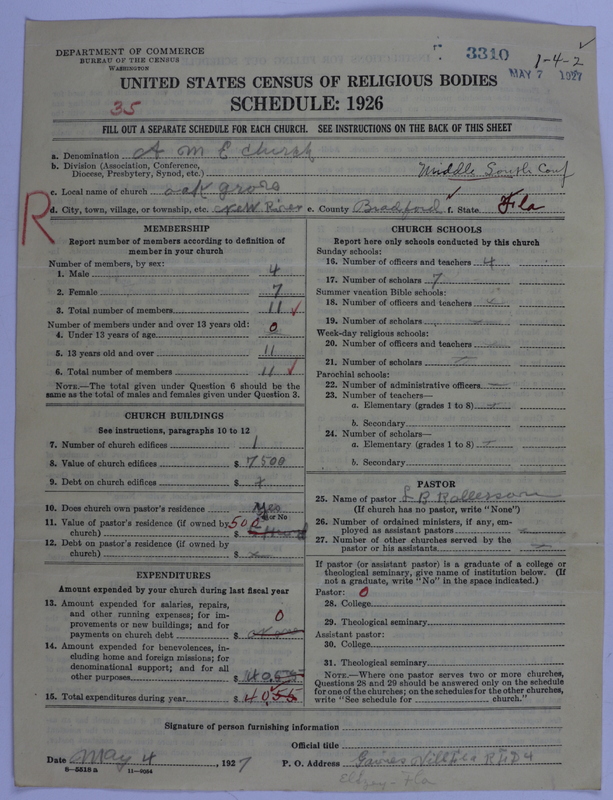 DEPARTMENT OF COMMERCE
BUREAU OF THE CENSUS
WASHINGTON
3310
1-4-2
MAY 7 1927
UNITED STATES CENSUS OF RELIGIOUS BODIES
35
SCHEDULE: 1926
FILL OUT A SEPARATE SCHEDULE FOR EACH CHURCH. SEE INSTRUCTIONS ON THE BACK OF THIS SHEET
a. Denomination A M E Church
b. Division (Association, Conference, Diocese, Presbytery, Synod, etc.) Middle South Conf
c. Local name of church oak grove
R
d. City, town, village, or township, etc. New River e. County Bradford f. State Fla
MEMBERSHIP
Report number of members according to definition of member in your church
Number of members, by sex:
1. Male 4
2. Female 7
3. Total number of members 11
Number of members under and over 13 years old:
4. Under 13 years of age 0
5. 13 years old and over 11
6. Total number of members 11
NOTE.—The total given under Question 6 should be the same as the total of males and females given under Question 3.
CHURCH BUILDINGS
See instructions, paragraphs 10 to 12
7. Number of church edifices 1
8. Value of church edifices $ 7500
9. Debt on church edifices $
10. Does church own pastor's residence Yes
Yes or No
11. Value of pastor's residence (if owned by church) $ 500
12. Debt on pastor's residence (if owned by church) $
EXPENDITURES
Amount expended by your church during last fiscal year
13. Amount expended for salaries, repairs, and other running expenses; for improvements or new buildings; and for payments on church debt $ 0
14. Amount expended for benevolences, including home and foreign missions; for denominational support; and for all other purposes $ 40.55
15. Total expenditures during year $ 40.55
CHURCH SCHOOLS
Report here only schools conducted by this church
Sunday schools:
16. Number of officers and teachers 4
17. Number of scholars 7
Summer vacation Bible schools:
18. Number of officers and teachers
19. Number of scholars
Week-day religious schools:
20. Number of officers and teachers
21. Number of scholars
Parochial schools:
22. Number of administrative officers
23. Number of teachers—
a. Elementary (grades 1 to 8)
b. Secondary
24. Number of scholars—
a. Elementary (grades 1 to 8)
b. Secondary
PASTOR
25. Name of pastor L B
(If church has no pastor, write "None")
26. Number of ordained ministers, if any, employed as assistant pastors
27. Number of other churches served by the pastor or his assistants
If pastor (or assistant pastor) is a graduate of a college or theological seminary, give name of institution below. (If not a graduate, write "No" in the space indicated.)
Pastor: 0
28. College
29. Theological seminary
Assistant pastor:
30. College
31. Theological seminary
NOTE.—Where one pastor serves two or more churches, Questions 28 and 29 should be answered only on the schedule for one of the churches; on the schedules for the other churches, write "See schedule for ________ church."
Signature of person furnishing information
Official title
Date May 4, 1927 P. O. Address Gaines Ville Fla R F D 4
8-5518a 11-9084